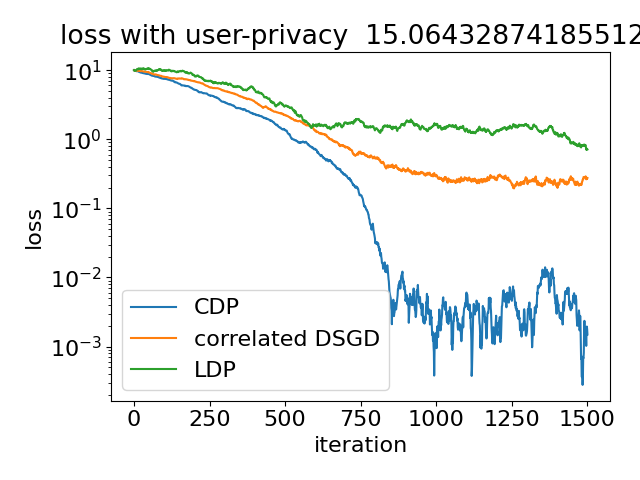 loss with user-privacy  15.06432874185512
loss
10¹
10⁰
10⁻¹
10⁻²
10⁻³
CDP
correlated DSGD
LDP
0 250 500 750 1000 1250 1500
iteration